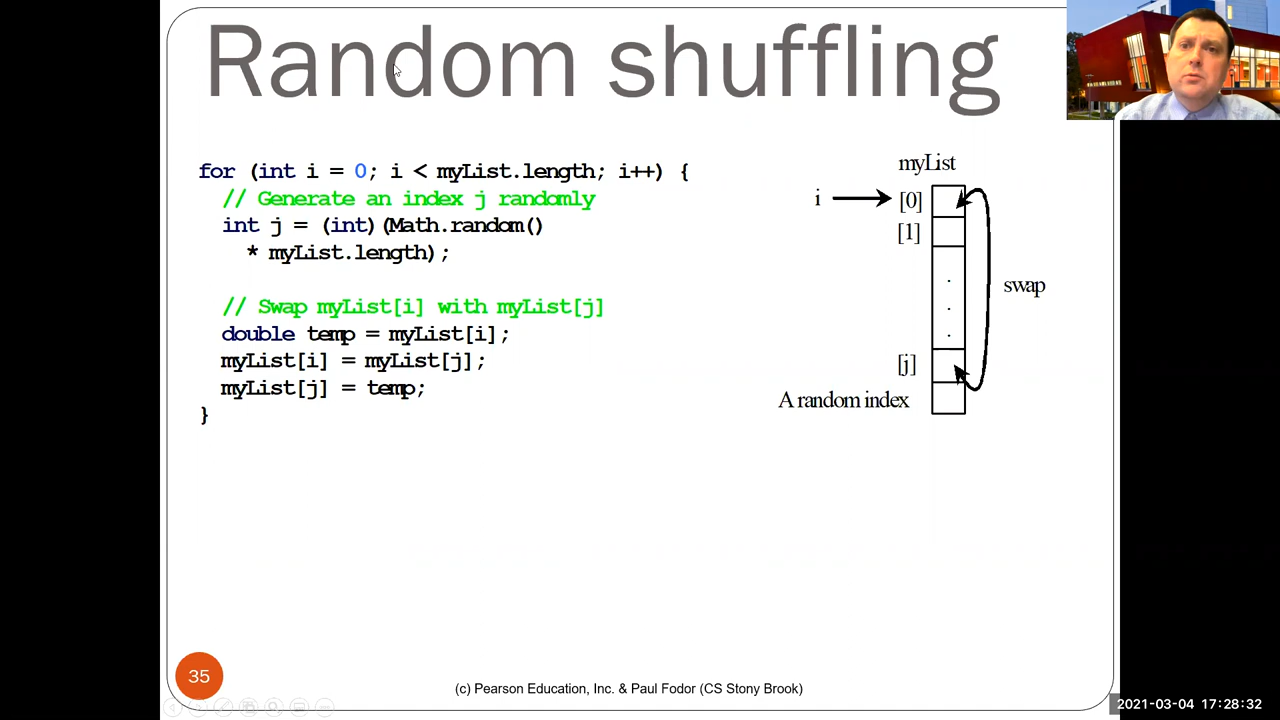 Random shuffling
for (int i = 0; i < myList.length; i++) {
// Generate an index j randomly
int j = (int)(Math.random()
* myList.length);
// Swap myList[i] with myList[j]
double temp = myList[i];
myList[i] = myList[j];
myList[j] = temp;
}
myList
i
[0]
[1]
.
.
.
swap
[j]
A random index
35
(c) Pearson Education, Inc. & Paul Fodor (CS Stony Brook)
2021-03-04 17:28:32